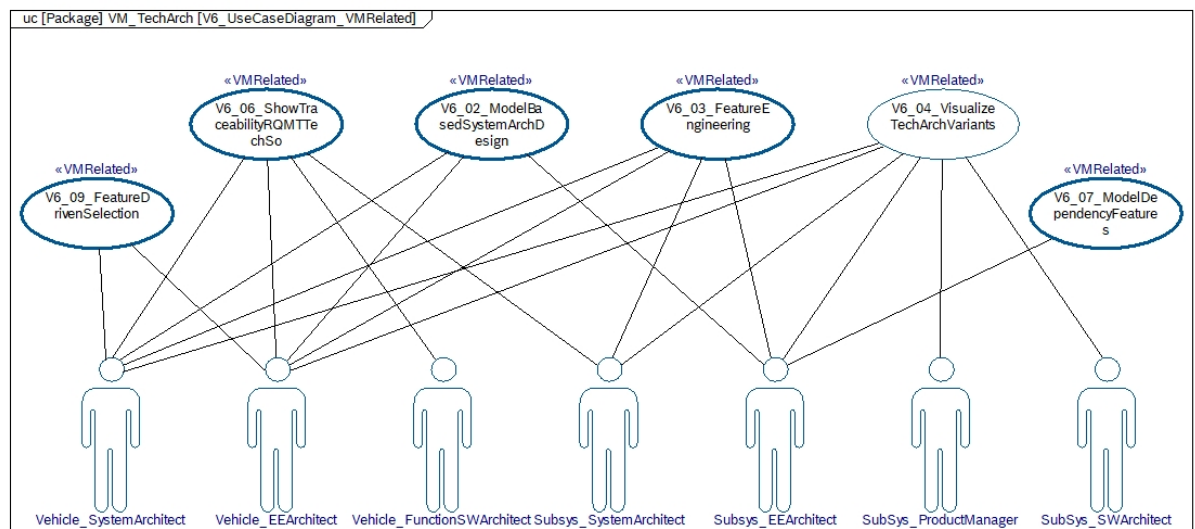 uc [Package] VM_TechArch [V6_UseCaseDiagram_VMRelated]
«VMRelated»
V6_06_ShowTra
ceabilityRQMTTe
chSo
«VMRelated»
V6_02_ModelBa
sedSystemArchD
esign
«VMRelated»
V6_03_FeatureE
ngineering
«VMRelated»
V6_04_Visualize
TechArchVariants
«VMRelated»
V6_09_FeatureD
rivenSelection
«VMRelated»
V6_07_ModelDe
pendencyFeature
s
Vehicle_SystemArchitect
Vehicle_EEArchitect
Vehicle_FunctionSWArchitect
Subsys_SystemArchitect
Subsys_EEArchitect
SubSys_ProductManager
SubSys_SWArchitect